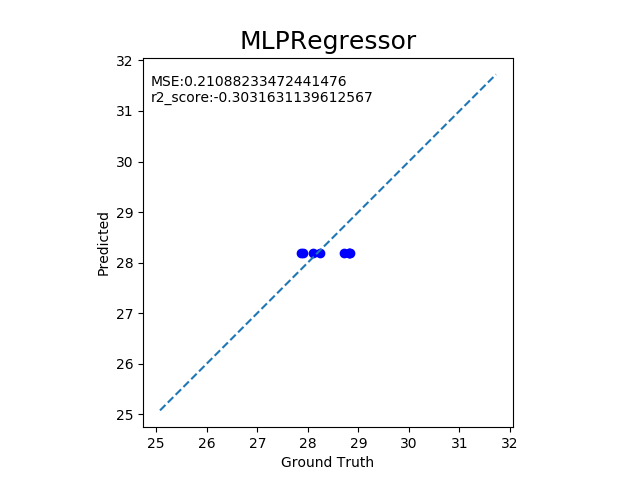 MLPRegressor
MSE:0.21088233472441476
r2_score:-0.3031631139612567
32
31
30
29
28
27
26
25
Predicted
25 26 27 28 29 30 31 32
Ground Truth